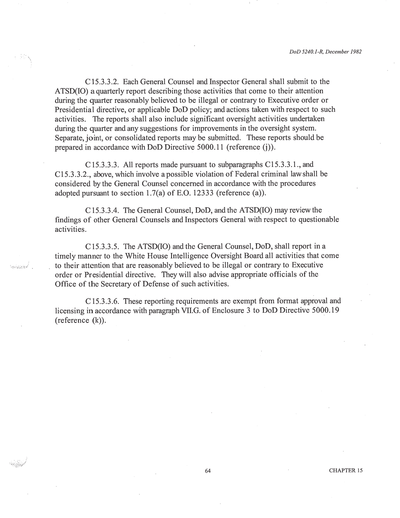 DoD 5240.1-R, December 1982
C15.3.3.2. Each General Counsel and Inspector General shall submit to the
ATSD(IO) a quarterly report describing those activities that come to their attention
during the quarter reasonably believed to be illegal or contrary to Executive order or
Presidential directive, or applicable DoD policy; and actions taken with respect to such
activities. The reports shall also include significant oversight activities undertaken
during the quarter and any suggestions for improvements in the oversight system.
Separate, joint, or consolidated reports may be submitted. These reports should be
prepared in accordance with DoD Directive 5000.11 (reference (j)).
C15.3.3.3. All reports made pursuant to subparagraphs C15.3.3.1., and
C15.3.3.2., above, which involve a possible violation of Federal criminal law shall be
considered by the General Counsel concerned in accordance with the procedures
adopted pursuant to section 1.7(a) of E.O. 12333 (reference (a)).
C15.3.3.4. The General Counsel, DoD, and the ATSD(IO) may review the
findings of other General Counsels and Inspectors General with respect to questionable
activities.
C15.3.3.5. The ATSD(IO) and the General Counsel, DoD, shall report in a
timely manner to the White House Intelligence Oversight Board all activities that come
to their attention that are reasonably believed to be illegal or contrary to Executive
order or Presidential directive. They will also advise appropriate officials of the
Office of the Secretary of Defense of such activities.
C15.3.3.6. These reporting requirements are exempt from format approval and
licensing in accordance with paragraph VII.G. of Enclosure 3 to DoD Directive 5000.19
(reference (k)).
64
CHAPTER 15